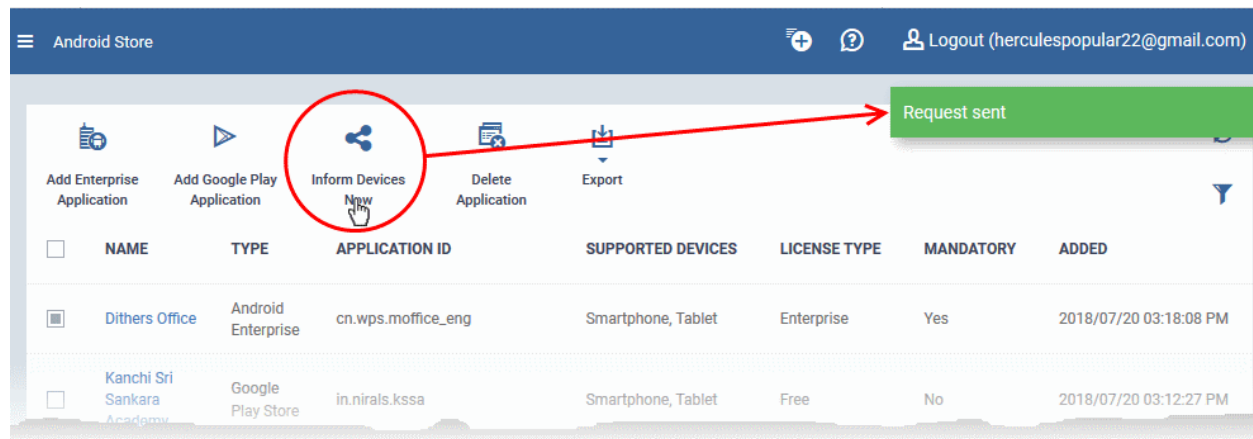 Android Store
Logout (herculespopular22@gmail.com)
Request sent
Add Enterprise Application
Add Google Play Application
Inform Devices Now
Delete Application
Export
NAME TYPE APPLICATION ID SUPPORTED DEVICES LICENSE TYPE MANDATORY ADDED
Dithers Office Android Enterprise cn.wps.moffice_eng Smartphone, Tablet Enterprise Yes 2018/07/20 03:18:08 PM
Kanchi Sri Sankara Academy Google Play Store in.nirals.kssa Smartphone, Tablet Free No 2018/07/20 03:12:27 PM